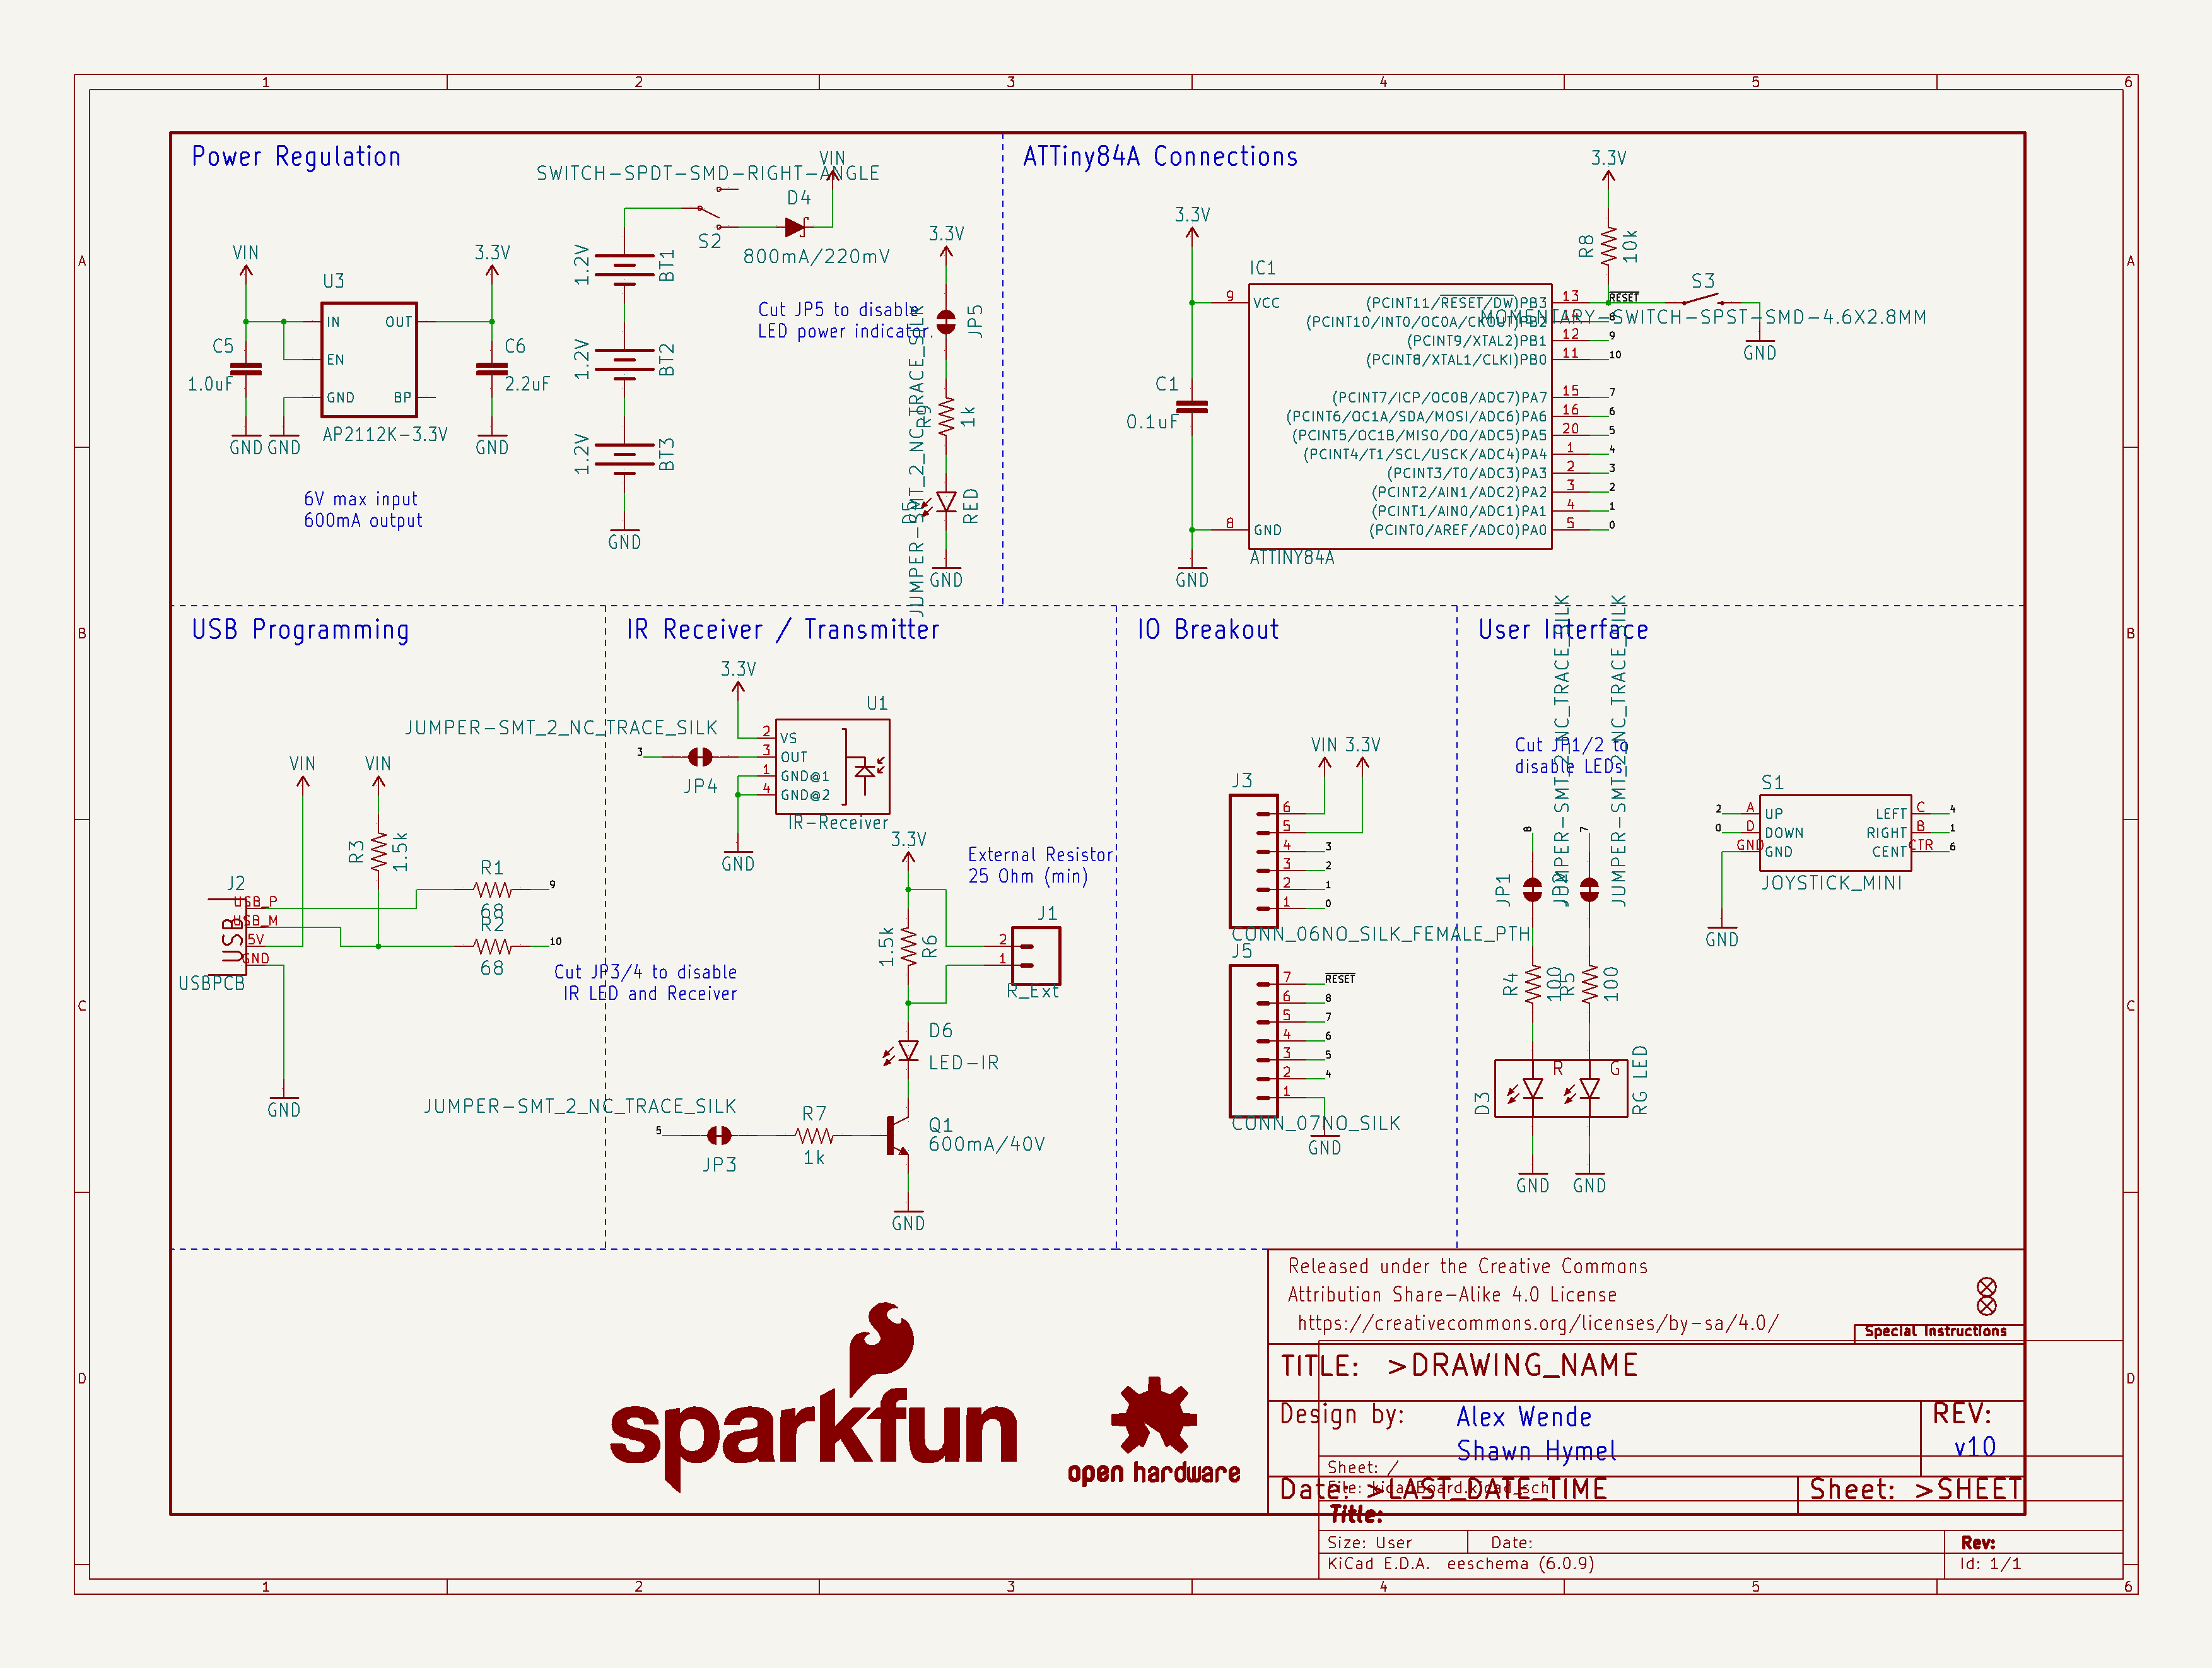 1 2 3 4 5 6
A
B
C
D
A
B
C
D
Power Regulation
SWITCH-SPDT-SMD-RIGHT-ANGLE
VIN
D4
S2
800mA/220mV
VIN
U3
3.3V
IN
OUT
EN
GND
BP
C5
1.0uF
C6
2.2uF
AP2112K-3.3V
GND
GND
GND
6V max input
600mA output
1.2V
BT1
1.2V
BT2
1.2V
BT3
GND
3.3V
Cut JP5 to disable
LED power indicator.
JP5
JUMPER-SMT_2_NC_TRACE_SILK
R9
1k
D5
RED
GND
ATTiny84A Connections
3.3V
3.3V
R8
10k
S3
RESET
MOMENTARY-SWITCH-SPST-SMD-4.6X2.8MM
GND
IC1
9
VCC
C1
0.1uF
8
GND
GND
ATTINY84A
(PCINT11/RESET/DW)PB3 13
(PCINT10/INT0/OC0A/CKOUT)PB2 8
(PCINT9/XTAL2)PB1 12 9
(PCINT8/XTAL1/CLKI)PB0 11 10
(PCINT7/ICP/OC0B/ADC7)PA7 15 7
(PCINT6/OC1A/SDA/MOSI/ADC6)PA6 16 6
(PCINT5/OC1B/MISO/DO/ADC5)PA5 20 5
(PCINT4/T1/SCL/USCK/ADC4)PA4 1 4
(PCINT3/T0/ADC3)PA3 2 3
(PCINT2/AIN1/ADC2)PA2 3 2
(PCINT1/AIN0/ADC1)PA1 4 1
(PCINT0/AREF/ADC0)PA0 5 0
USB Programming
VIN
VIN
R3
1.5k
R1
68
9
R2
68
10
J2
USB_P
USB_M
5V
GND
USB
USBPCB
GND
IR Receiver / Transmitter
3.3V
U1
JUMPER-SMT_2_NC_TRACE_SILK
3
JP4
2 VS
3 OUT
1 GND@1
4 GND@2
IR-Receiver
GND
3.3V
External Resistor
25 Ohm (min)
1.5k
R6
J1
2
1
R_Ext
Cut JP3/4 to disable
IR LED and Receiver
D6
LED-IR
JUMPER-SMT_2_NC_TRACE_SILK
5
JP3
R7
1k
Q1
600mA/40V
GND
IO Breakout
VIN 3.3V
J3
6
5
4 3
3 2
2 1
1 0
CONN_06NO_SILK_FEMALE_PTH
J5
7 RESET
6 8
5 7
4 6
3 5
2 4
1
CONN_07NO_SILK
GND
User Interface
Cut JP1/2 to
disable LEDs
8
7
JP1
JUMPER-SMT_2_NC_TRACE_SILK
JP2
JUMPER-SMT_2_NC_TRACE_SILK
R4
100
R5
100
D3
R
G
RG LED
GND
GND
S1
2 A UP
0 D DOWN
GND GND
LEFT C 4
RIGHT B 1
CENT CTR 6
JOYSTICK_MINI
GND
sparkfun
open hardware
Released under the Creative Commons
Attribution Share-Alike 4.0 License
https://creativecommons.org/licenses/by-sa/4.0/
Special Instructions
TITLE: >DRAWING_NAME
Design by: Alex Wende
Shawn Hymel
REV:
v10
Sheet: /
File: kicadBoard.kicad_sch
Date: >LAST_DATE_TIME
Sheet: >SHEET
Title:
Size: User
Date:
Rev:
KiCad E.D.A. eeschema (6.0.9)
Id: 1/1
1 2 3 4 5 6